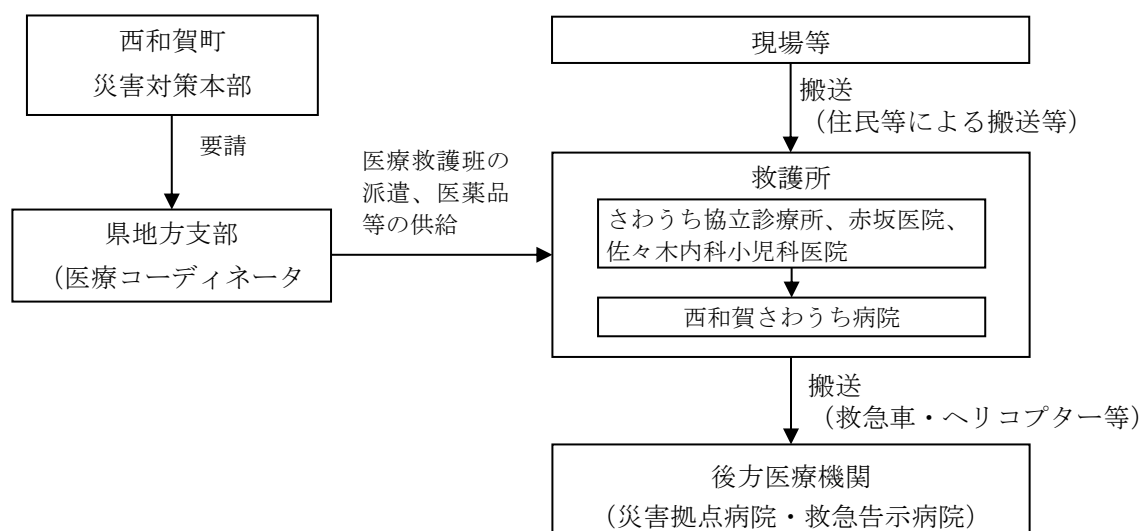 西和賀町
災害対策本部
要請
県地方支部
（医療コーディネータ
医療救護班の
派遣、医薬品
等の供給
現場等
搬送
（住民等による搬送等）
救護所
さわうち協立診療所、赤坂医院、
佐々木内科小児科医院
西和賀さわうち病院
搬送
（救急車・ヘリコプター等）
後方医療機関
（災害拠点病院・救急告示病院）